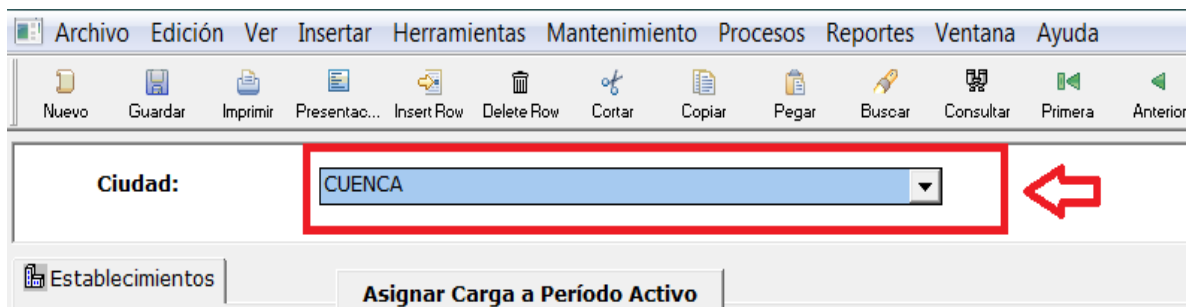 Archivo Edición Ver Insertar Herramientas Mantenimiento Procesos Reportes Ventana Ayuda
Nuevo Guardar Imprimir Presentac... Insert Row Delete Row Cortar Copiar Pegar Buscar Consultar Primera Anterior
Ciudad: CUENCA
Establecimientos
Asignar Carga a Período Activo